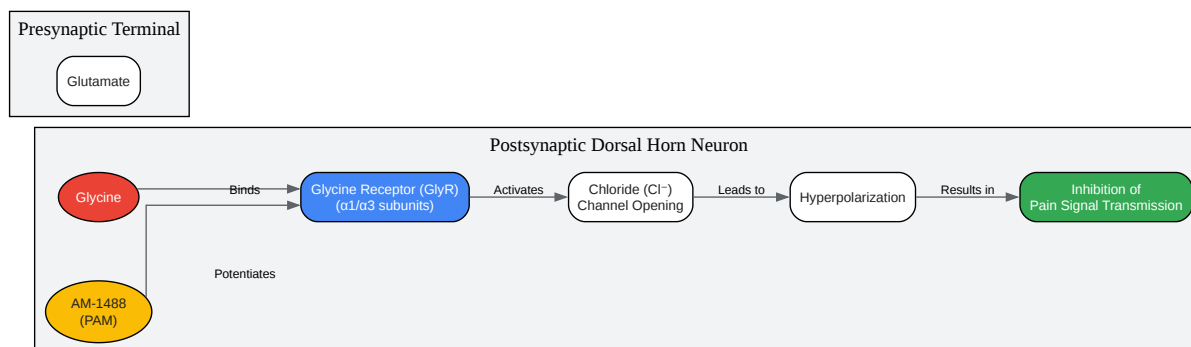 Presynaptic Terminal
Glutamate
Postsynaptic Dorsal Horn Neuron
Glycine
Binds
Glycine Receptor (GlyR)
(α1/α3 subunits)
Activates
Chloride (Cl⁻)
Channel Opening
Leads to
Hyperpolarization
Results in
Inhibition of
Pain Signal Transmission
Potentiates
AM-1488
(PAM)